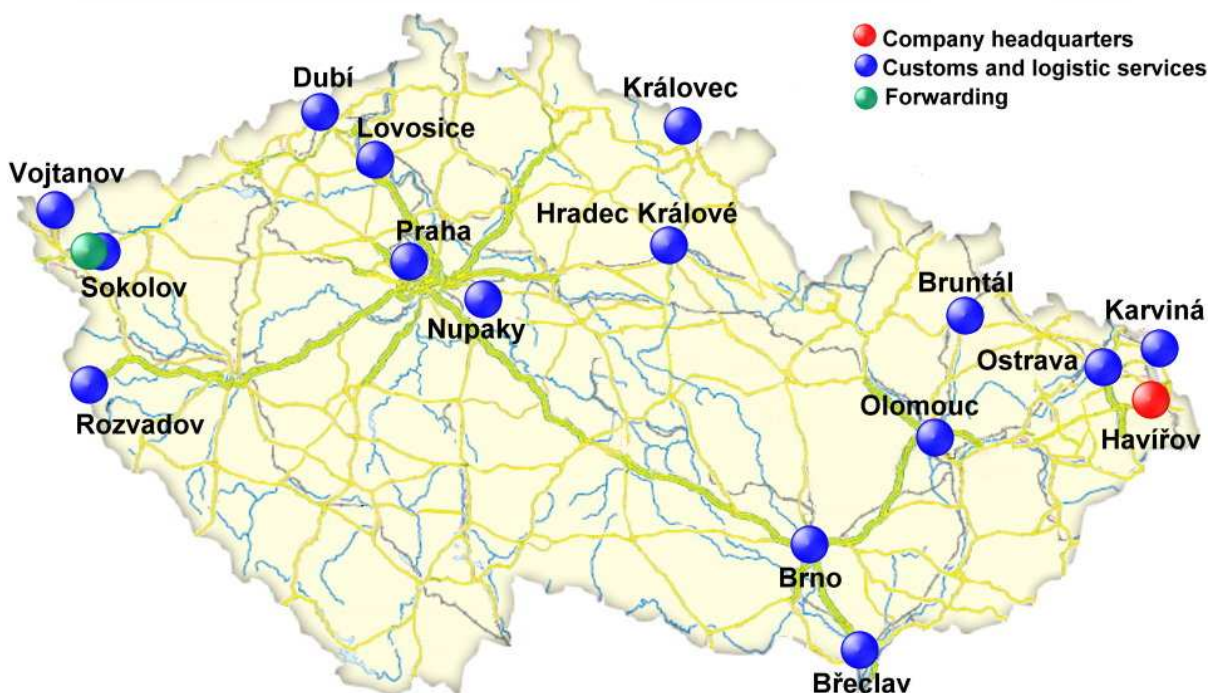 Company headquarters
Customs and logistic services
Forwarding
Dubí
Královec
Lovosice
Vojtanov
Hradec Králové
Praha
Sokolov
Bruntál
Karviná
Nupaky
Ostrava
Olomouc
Rozvadov
Havířov
Brno
Břeclav